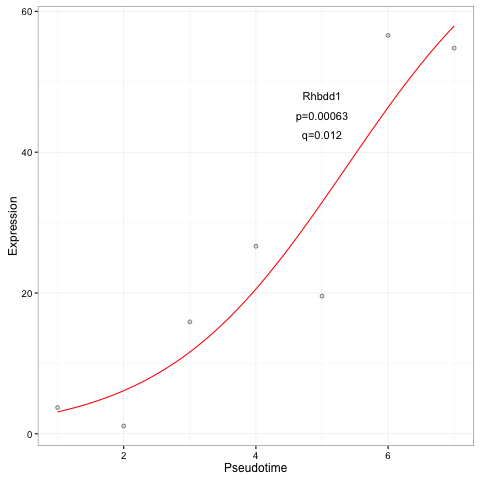 60
Rhbdd1
p=0.00063
q=0.012
40
Expression
20
0
2 4 6
Pseudotime